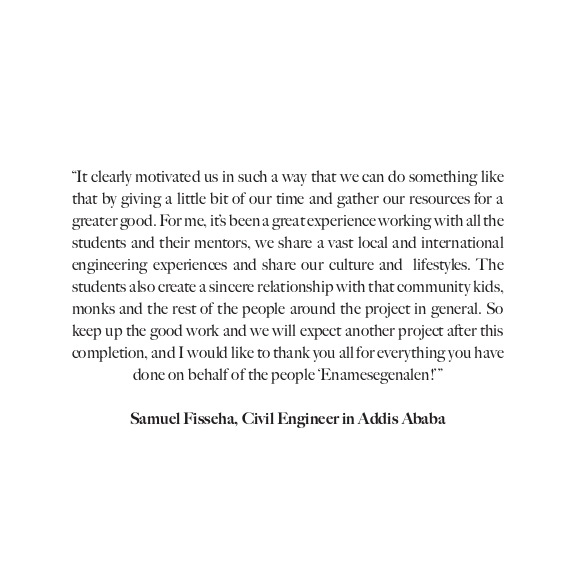 “It clearly motivated us in such a way that we can do something like
that by giving a little bit of our time and gather our resources for a
greater good. For me, it’s been a great experience working with all the
students and their mentors, we share a vast local and international
engineering experiences and share our culture and lifestyles. The
students also create a sincere relationship with that community kids,
monks and the rest of the people around the project in general. So
keep up the good work and we will expect another project after this
completion, and I would like to thank you all for everything you have
done on behalf of the people ‘Enamesegenalen!’”
Samuel Fisseha, Civil Engineer in Addis Ababa